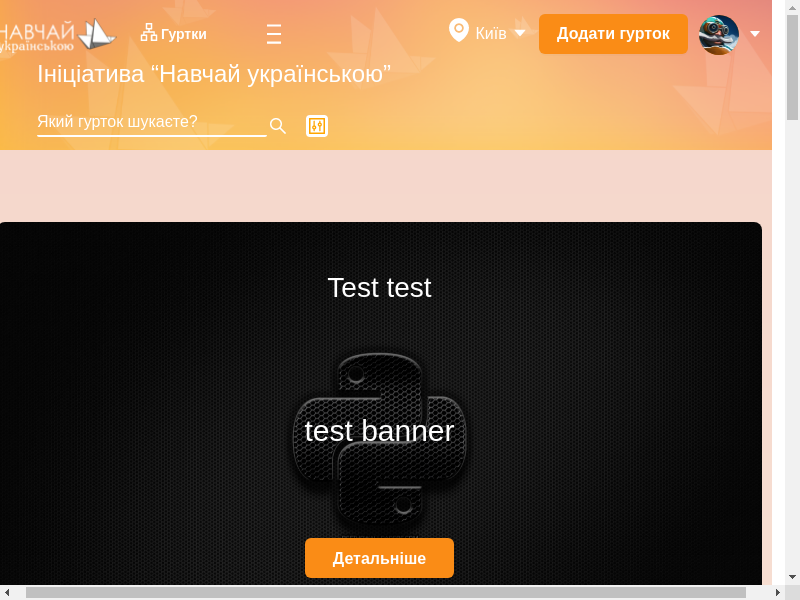 НАВЧАЙ
українською
Гуртки
Київ
Додати гурток
Ініціатива “Навчай українською”
Який гурток шукаєте?
Test test
test banner
Детальніше